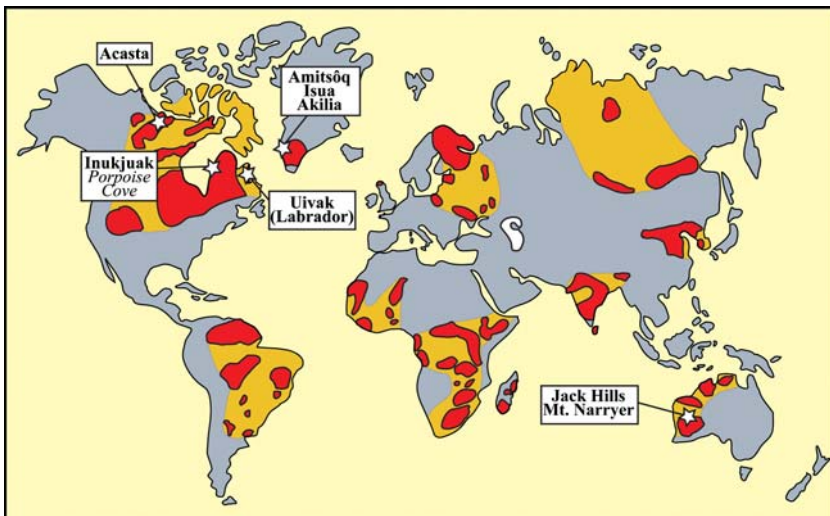 Acasta
Amitsôq
Isua
Akilia
Inukjuak
Porpoise
Cove
Uivak
(Labrador)
Jack Hills
Mt. Narryer